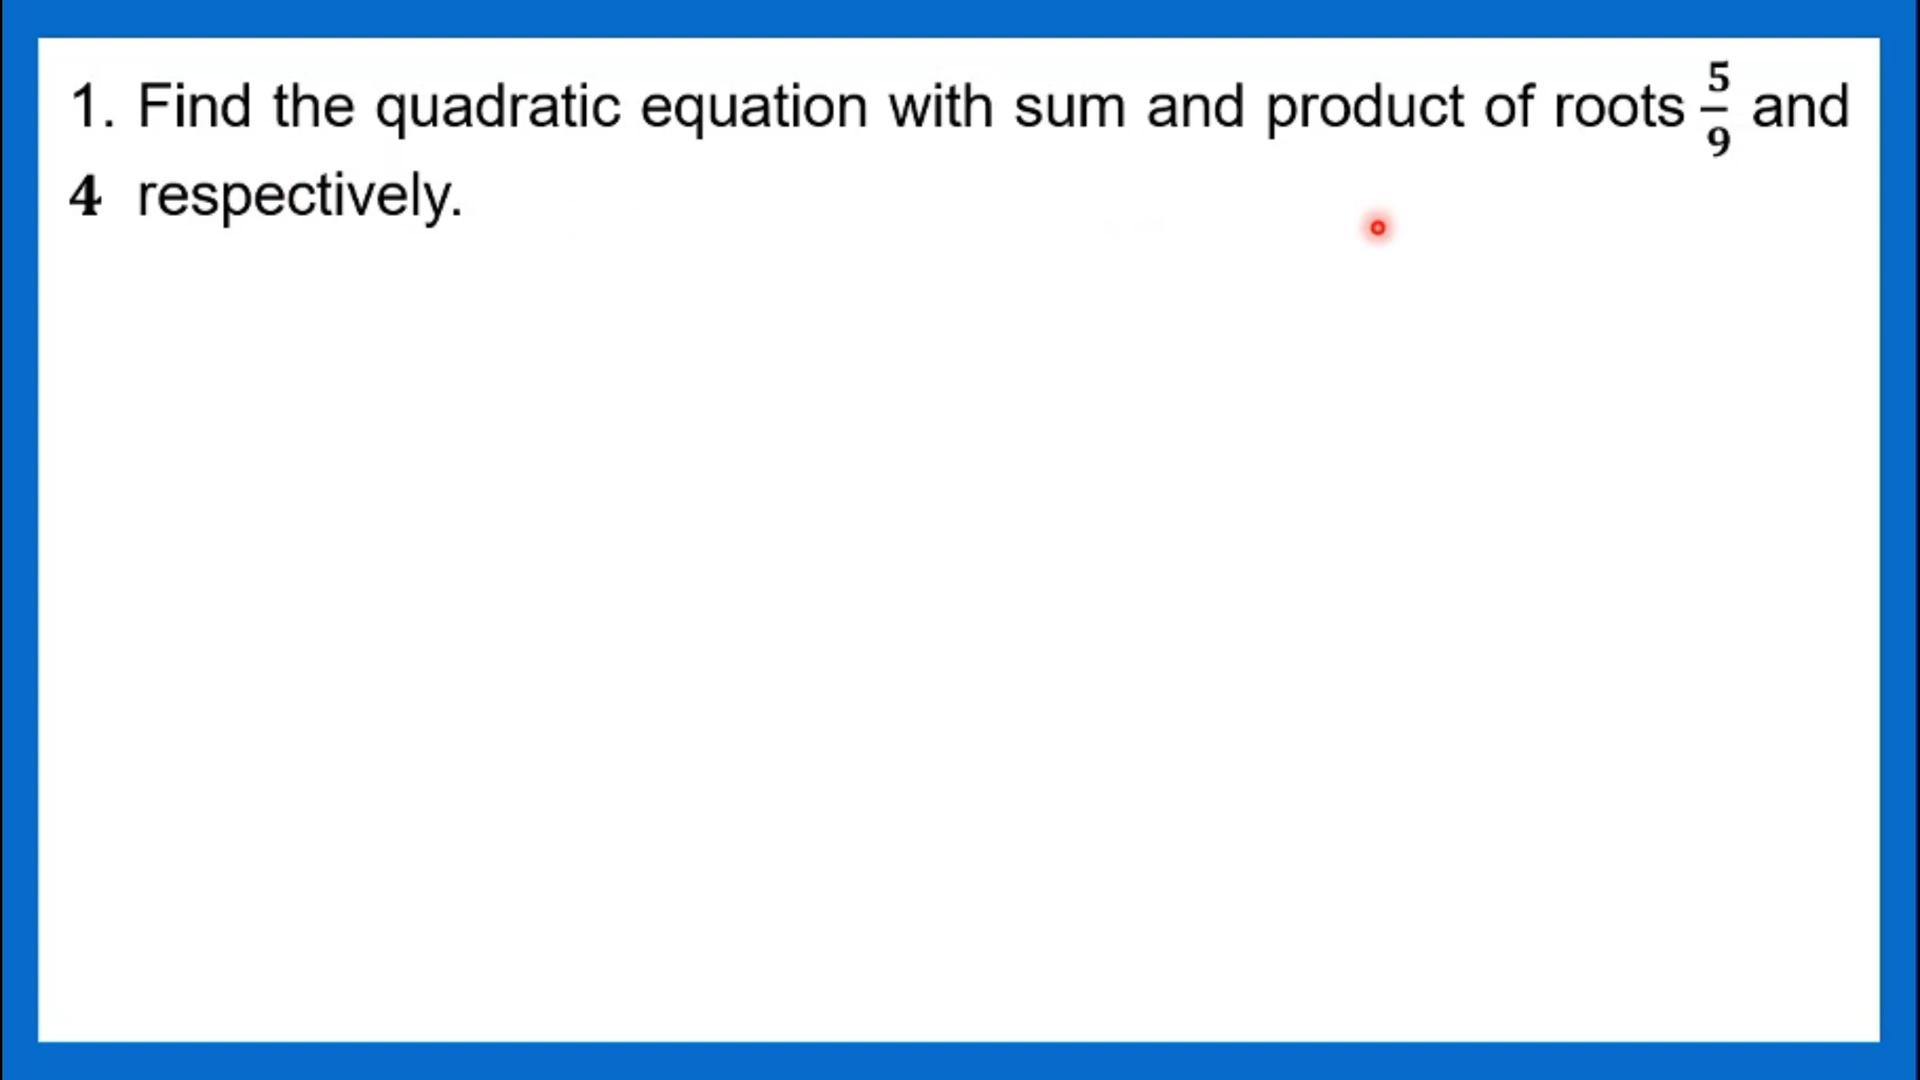 1. Find the quadratic equation with sum and product of roots 5/9 and
4 respectively.